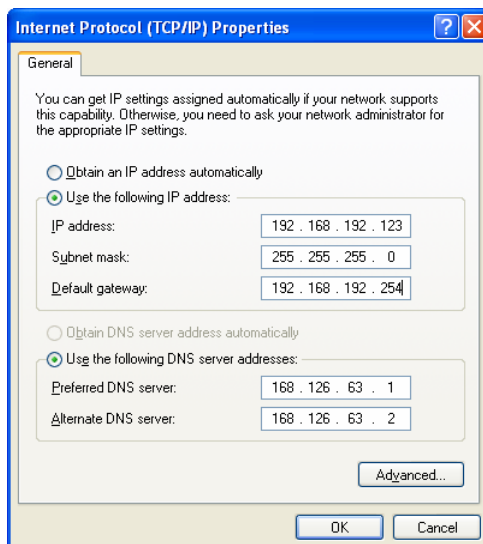 Internet Protocol (TCP/IP) Properties
General
You can get IP settings assigned automatically if your network supports
this capability. Otherwise, you need to ask your network administrator for
the appropriate IP settings.
Obtain an IP address automatically
Use the following IP address:
IP address: 192 . 168 . 192 . 123
Subnet mask: 255 . 255 . 255 . 0
Default gateway: 192 . 168 . 192 . 254
Obtain DNS server address automatically
Use the following DNS server addresses:
Preferred DNS server: 168 . 126 . 63 . 1
Alternate DNS server: 168 . 126 . 63 . 2
Advanced...
OK Cancel